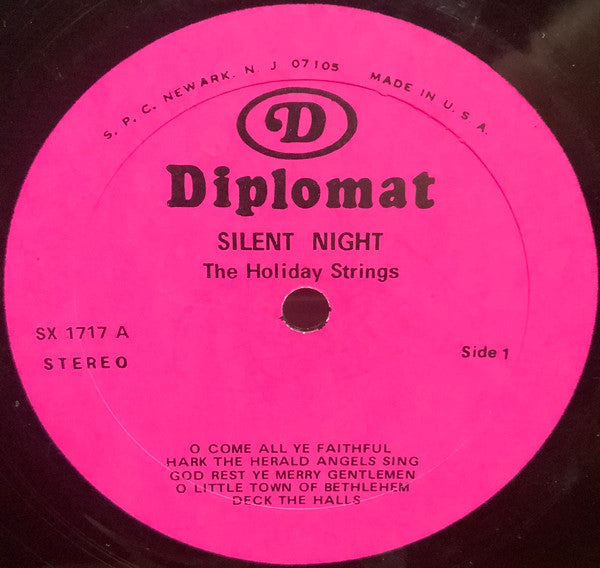 S. P. C. NEWARK. N. J. 07105 MADE IN U. S. A.
D
Diplomat
SILENT NIGHT
The Holiday Strings
SX 1717 A
STEREO
Side 1
O COME ALL YE FAITHFUL
HARK THE HERALD ANGELS SING
GOD REST YE MERRY GENTLEMEN
O LITTLE TOWN OF BETHLEHEM
DECK THE HALLS